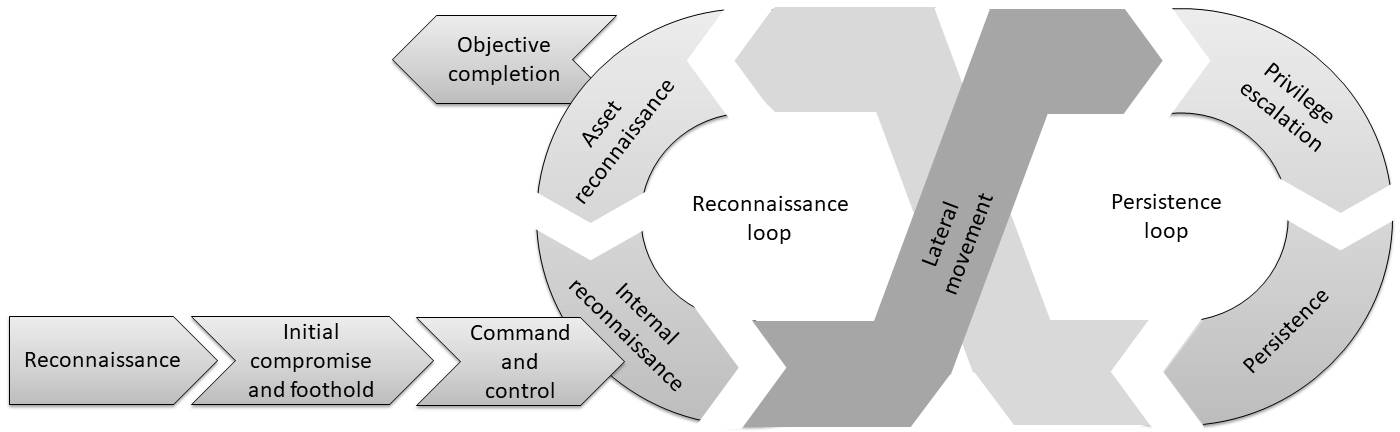 Objective
completion
Asset
reconnaissance
Privilege
escalation
Reconnaissance
loop
Lateral
movement
Persistence
loop
Internal
reconnaissance
Persistence
Reconnaissance
Initial
compromise
and foothold
Command
and
control